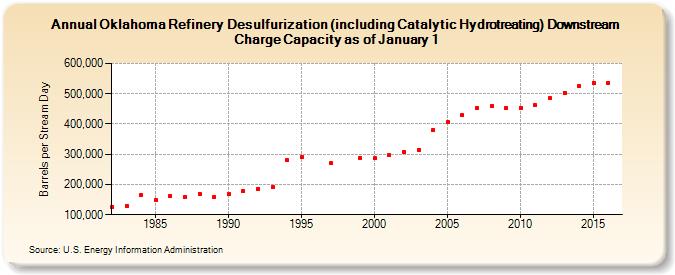 Annual Oklahoma Refinery Desulfurization (including Catalytic Hydrotreating) Downstream
Charge Capacity as of January 1
Barrels per Stream Day
600,000
500,000
400,000
300,000
200,000
100,000
1985 1990 1995 2000 2005 2010 2015
Source: U.S. Energy Information Administration